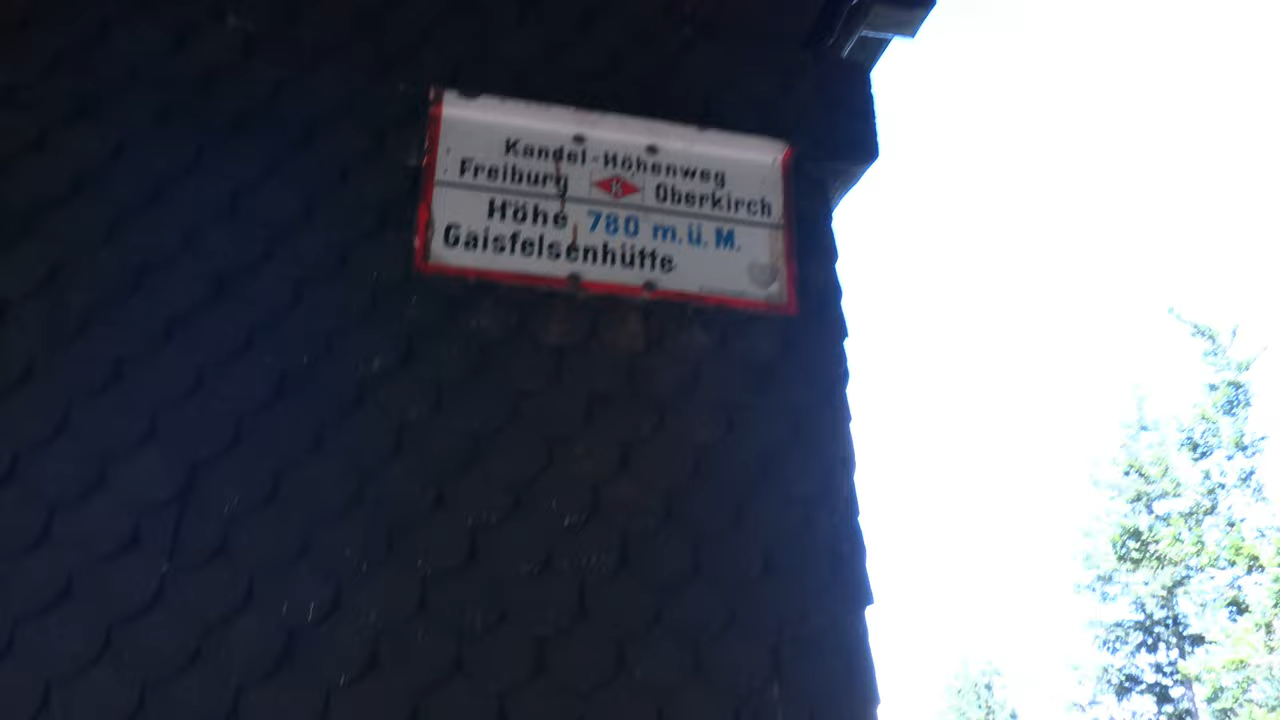 Kandel-Höhenweg
Freiburg K Oberkirch
Höhe 780 m.ü.M.
Gaisfelsenhütte